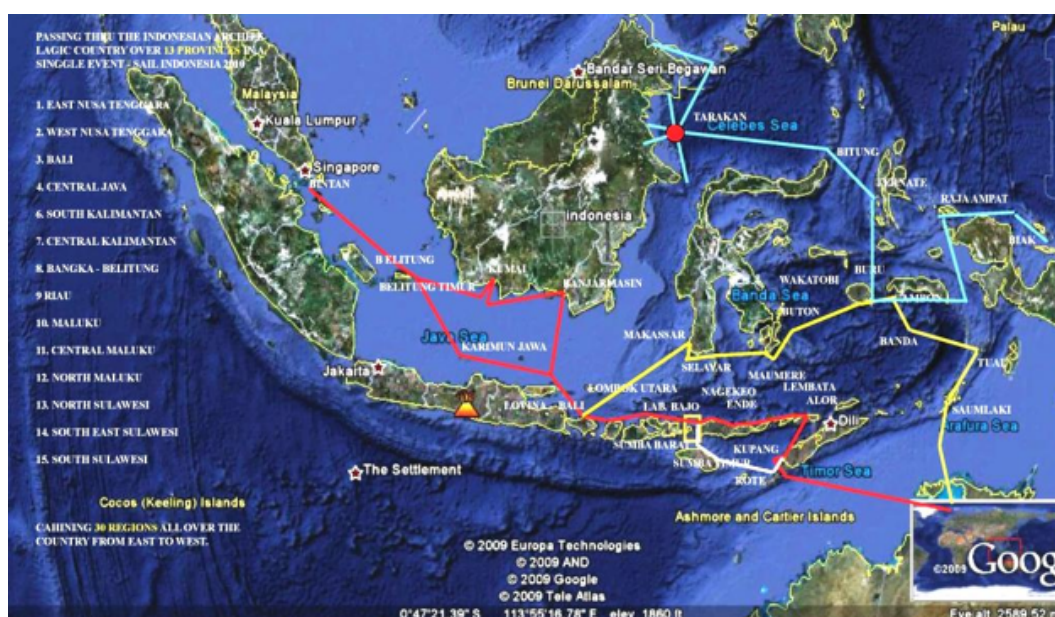 PASSING THRU THE INDONESIAN ARCHIPE
LAGIC COUNTRY OVER 13 PROVINCES IN A
SINGGLE EVENT - SAIL INDONESIA 2010
1. EAST NUSA TENGGARA
2. WEST NUSA TENGGARA
3. BALI
4. CENTRAL JAVA
6. SOUTH KALIMANTAN
7. CENTRAL KALIMANTAN
8. BANGKA - BELITUNG
9 RIAU
10. MALUKU
11. CENTRAL MALUKU
12. NORTH MALUKU
13. NORTH SULAWESI
14. SOUTH EAST SULAWESI
15. SOUTH SULAWESI
CAHINING 30 REGIONS ALL OVER THE
COUNTRY FROM EAST TO WEST.
Palau
Bandar Seri Begawan
Brunei Darussalam
Malaysia
Kuala Lumpur
TARAKAN
Celebes Sea
BITUNG
Singapore
BINTAN
TERNATE
RAJA AMPAT
Indonesia
BIAK
BELITUNG
KUMAI
BURU
WAKATOBI
BELITUNG TIMUR
BANJARMASIN
Banda Sea
AMBON
BUTON
Java Sea
MAKASSAR
KARIMUN JAWA
BANDA
SELAYAR
TUAL
Jakarta
MAUMERE
LOMBOK UTARA
NAGEKEO
LEMBATA
ENDE
ALOR
LOVINA - BALI
LAB. BAJO
SAUMLAKI
Dili
Arafura Sea
SUMBA BARAT
KUPANG
SUMBA TIMUR
The Settlement
Timor Sea
ROTE
Cocos (Keeling) Islands
Ashmore and Cartier Islands
© 2009 Europa Technologies
© 2009 AND
© 2009 Google
© 2009 Tele Atlas
©2009 Goog
0°47'21.39" S 113°55'16.78" E elev 1860 ft
Eye alt 2589.52